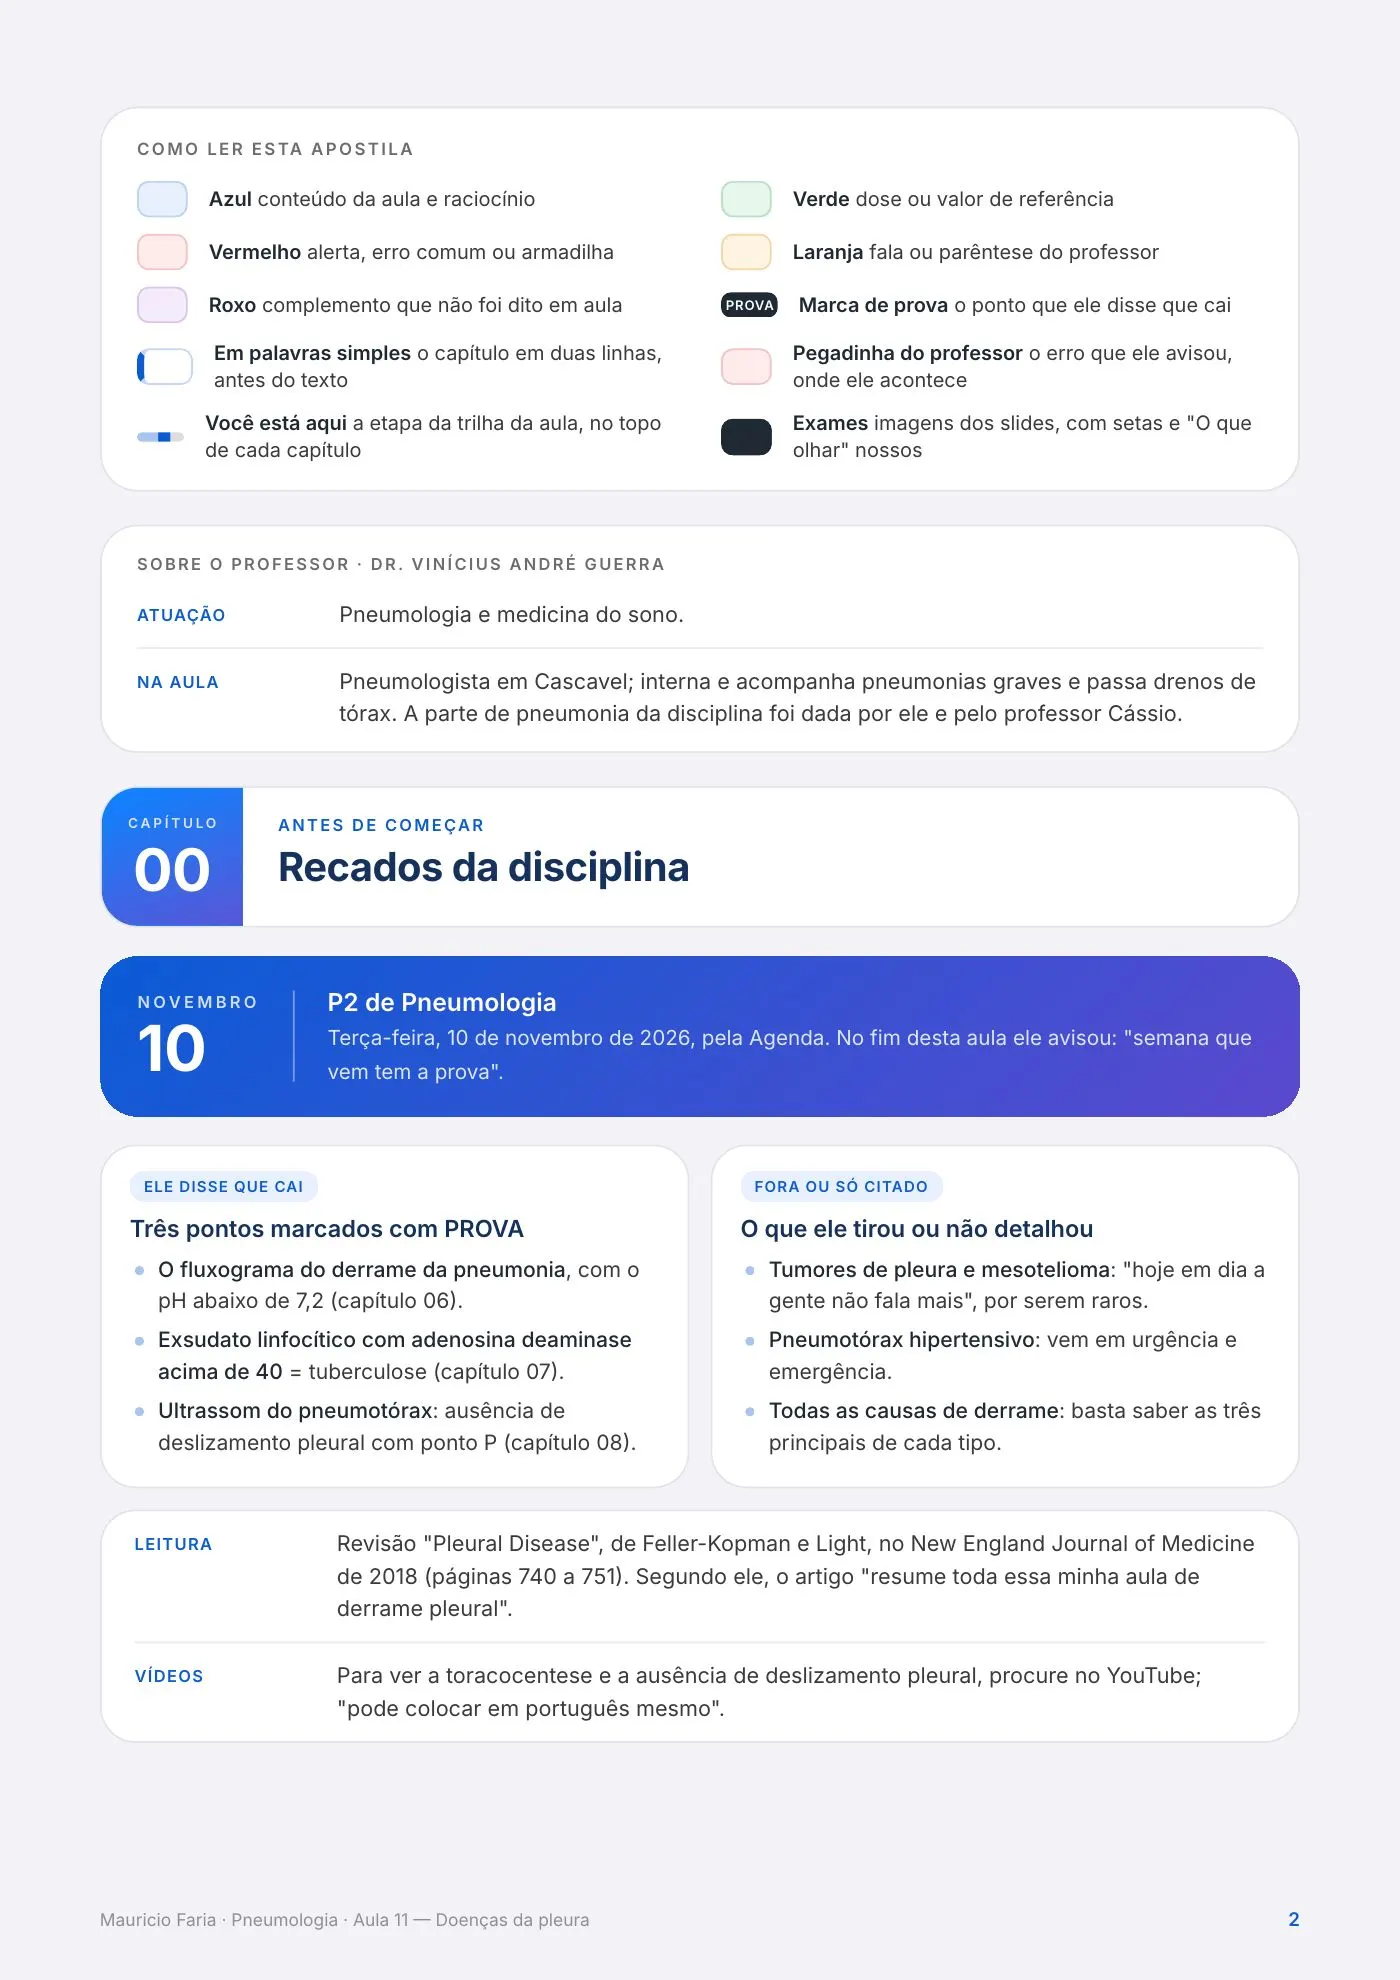 COMO LER ESTA APOSTILA
Azul conteúdo da aula e raciocínio
Verde dose ou valor de referência
Vermelho alerta, erro comum ou armadilha
Laranja fala ou parêntese do professor
Roxo complemento que não foi dito em aula
PROVA Marca de prova o ponto que ele disse que cai
Em palavras simples o capítulo em duas linhas,
antes do texto
Pegadinha do professor o erro que ele avisou,
onde ele acontece
Você está aqui a etapa da trilha da aula, no topo
de cada capítulo
Exames imagens dos slides, com setas e "O que
olhar" nossos
SOBRE O PROFESSOR · DR. VINÍCIUS ANDRÉ GUERRA
ATUAÇÃO Pneumologia e medicina do sono.
NA AULA Pneumologista em Cascavel; interna e acompanha pneumonias graves e passa drenos de
tórax. A parte de pneumonia da disciplina foi dada por ele e pelo professor Cássio.
CAPÍTULO
00
ANTES DE COMEÇAR
Recados da disciplina
NOVEMBRO
10
P2 de Pneumologia
Terça-feira, 10 de novembro de 2026, pela Agenda. No fim desta aula ele avisou: "semana que
vem tem a prova".
ELE DISSE QUE CAI
Três pontos marcados com PROVA
O fluxograma do derrame da pneumonia, com o
pH abaixo de 7,2 (capítulo 06).
Exsudato linfocítico com adenosina deaminase
acima de 40 = tuberculose (capítulo 07).
Ultrassom do pneumotórax: ausência de
deslizamento pleural com ponto P (capítulo 08).
FORA OU SÓ CITADO
O que ele tirou ou não detalhou
Tumores de pleura e mesotelioma: "hoje em dia a
gente não fala mais", por serem raros.
Pneumotórax hipertensivo: vem em urgência e
emergência.
Todas as causas de derrame: basta saber as três
principais de cada tipo.
LEITURA Revisão "Pleural Disease", de Feller-Kopman e Light, no New England Journal of Medicine
de 2018 (páginas 740 a 751). Segundo ele, o artigo "resume toda essa minha aula de
derrame pleural".
VÍDEOS Para ver a toracocentese e a ausência de deslizamento pleural, procure no YouTube;
"pode colocar em português mesmo".
Mauricio Faria · Pneumologia · Aula 11 — Doenças da pleura
2